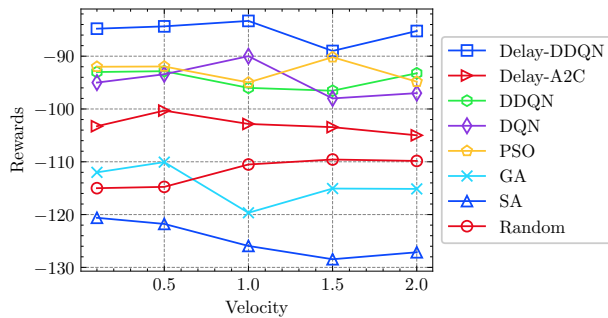 Rewards
−90
−100
−110
−120
−130
0.5
1.0
1.5
2.0
Velocity
Delay-DDQN
Delay-A2C
DDQN
DQN
PSO
GA
SA
Random